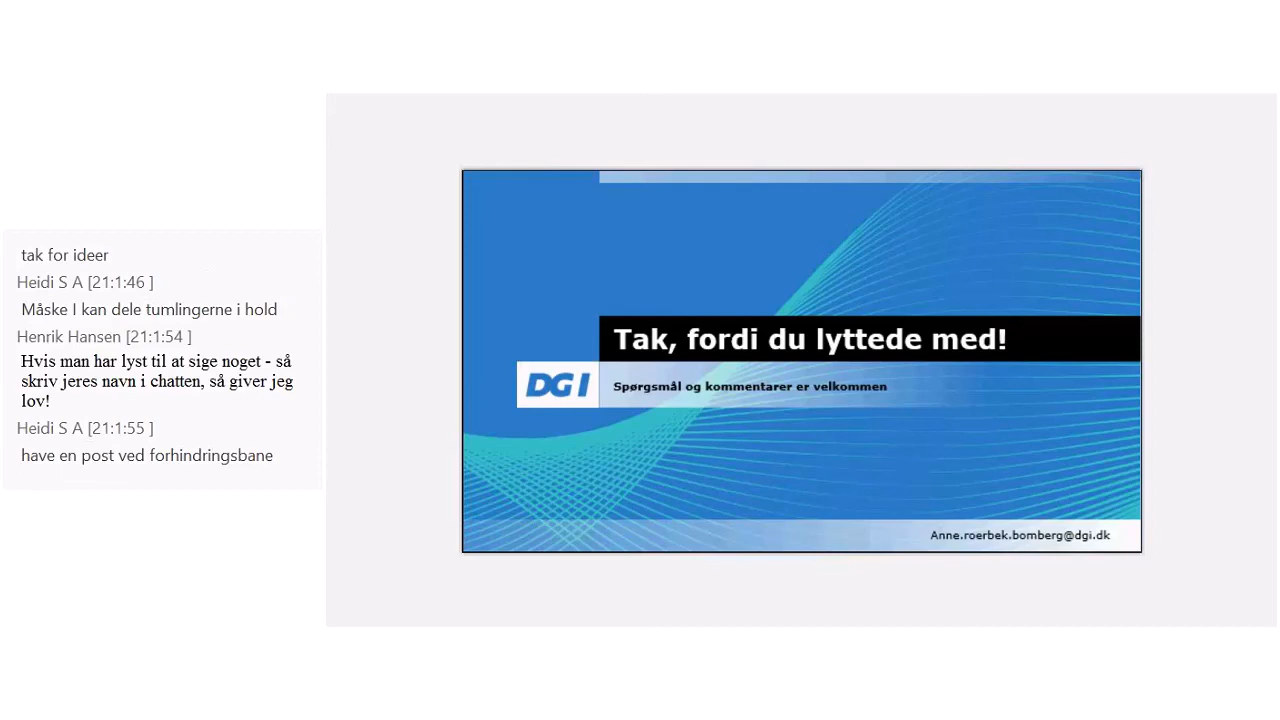 tak for ideer
Heidi S A [21:1:46 ]
Måske I kan dele tumlingerne i hold
Henrik Hansen [21:1:54 ]
Hvis man har lyst til at sige noget - så
skriv jeres navn i chatten, så giver jeg
lov!
Heidi S A [21:1:55 ]
have en post ved forhindringsbane
Tak, fordi du lyttede med!
DGI
Spørgsmål og kommentarer er velkommen
Anne.roerbek.bomberg@dgi.dk